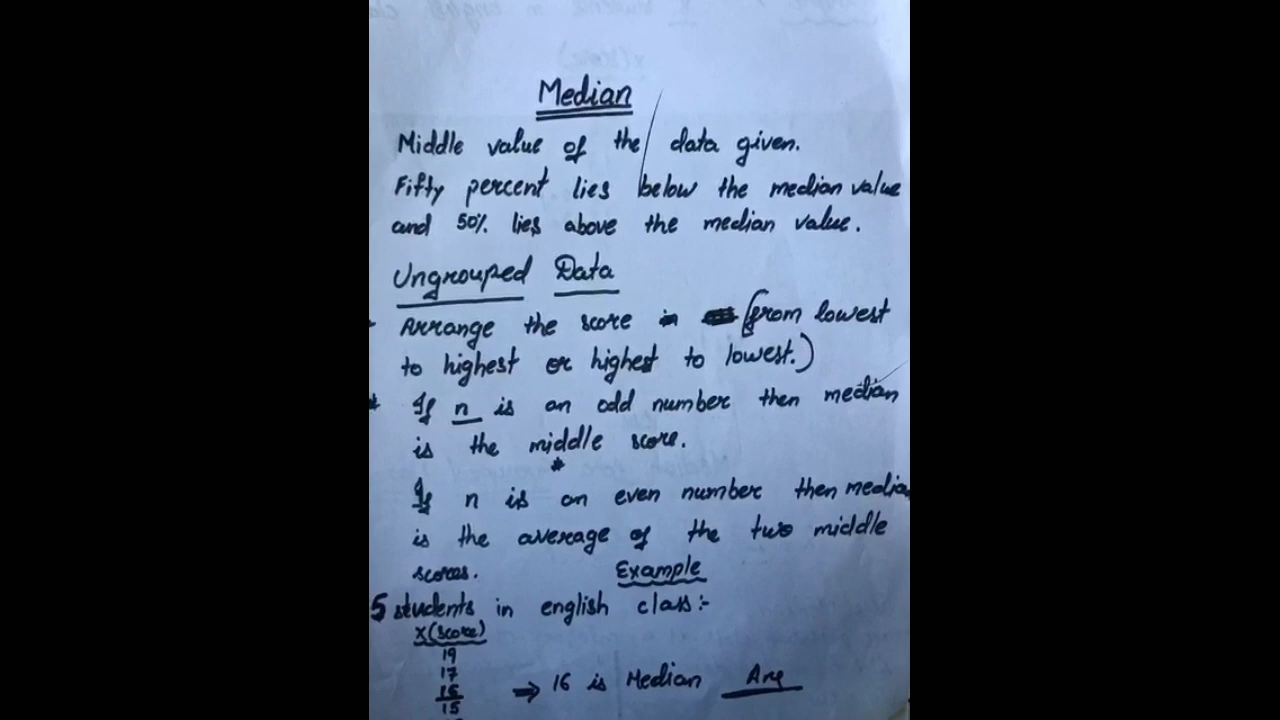 Median
Middle value of the data given.
Fifty percent lies below the median value
and 50% lies above the median value.
Ungrouped Data
Arrange the score in (from lowest
to highest or highest to lowest.)
* If n is an odd number then median
is the middle score.
*
If n is an even number then media
is the average of the two middle
scores.
Example
5 students in english class:-
X(score)
19
17
16
15
⇒ 16 is Median Ans